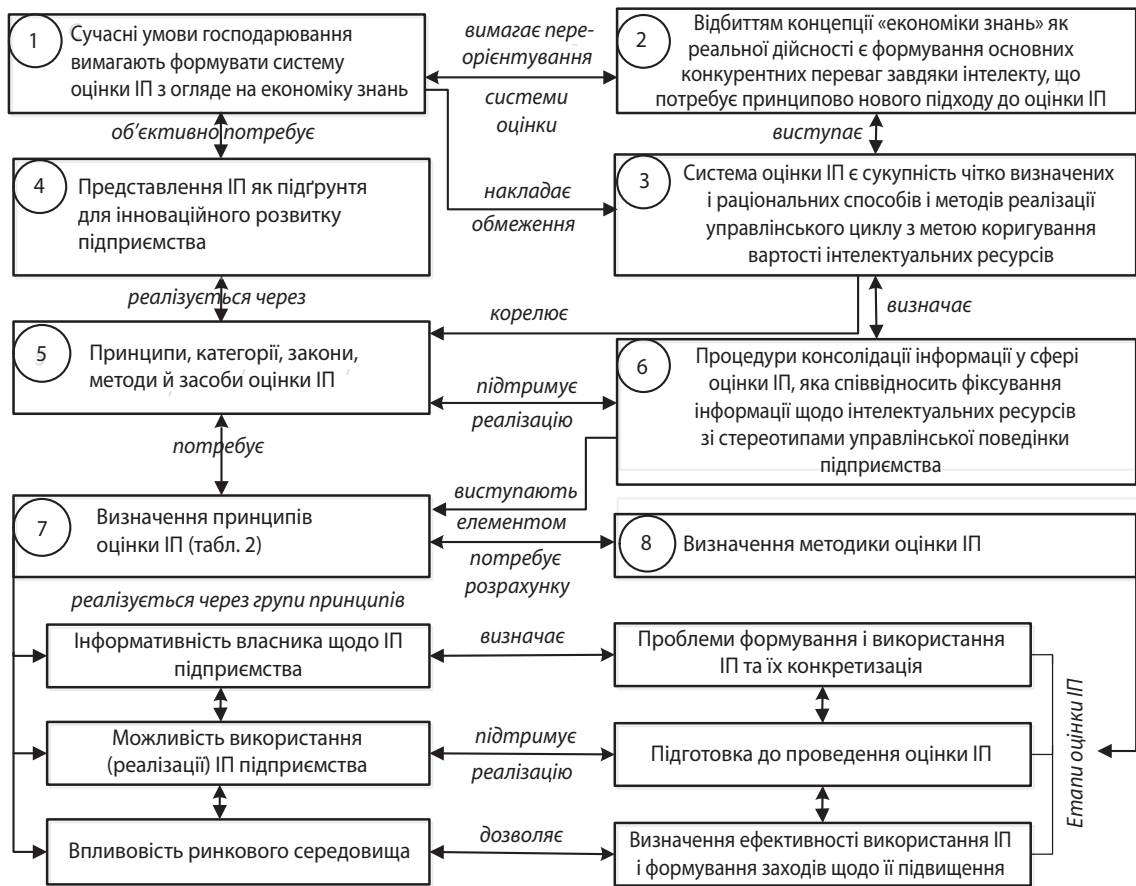 1
Сучасні умови господарювання
вимагають формувати систему
оцінки ІП з огляде на економіку знань
вимагає пере-
орієнтування
системи
оцінки
2
Відбиттям концепції «економіки знань» як
реальної дійсності є формування основних
конкурентних переваг завдяки інтелекту, що
потребує принципово нового підходу до оцінки ІП
об’єктивно потребує
виступає
4
Представлення ІП як підґрунтя
для інноваційного розвитку
підприємства
накладає
обмеження
3
Система оцінки ІП є сукупність чітко визначених
і раціональних способів і методів реалізації
управлінського циклу з метою коригування
вартості інтелектуальних ресурсів
реалізується через
корелює
визначає
5
Принципи, категорії, закони,
методи й засоби оцінки ІП
підтримує
реалізацію
6
Процедури консолідації інформації у сфері
оцінки ІП, яка співвідносить фіксування
інформації щодо інтелектуальних ресурсів
зі стереотипами управлінської поведінки
підприємства
потребує
виступають
елементом
7
Визначення принципів
оцінки ІП (табл. 2)
потребує
розрахунку
8
Визначення методики оцінки ІП
реалізується через групи принципів
Інформативність власника щодо ІП
підприємства
визначає
Проблеми формування і використання
ІП та їх конкретизація
Можливість використання
(реалізації) ІП підприємства
підтримує
реалізацію
Підготовка до проведення оцінки ІП
Впливовість ринкового середовища
дозволяє
Визначення ефективності використання ІП
і формування заходів щодо її підвищення
Етапи оцінки ІП